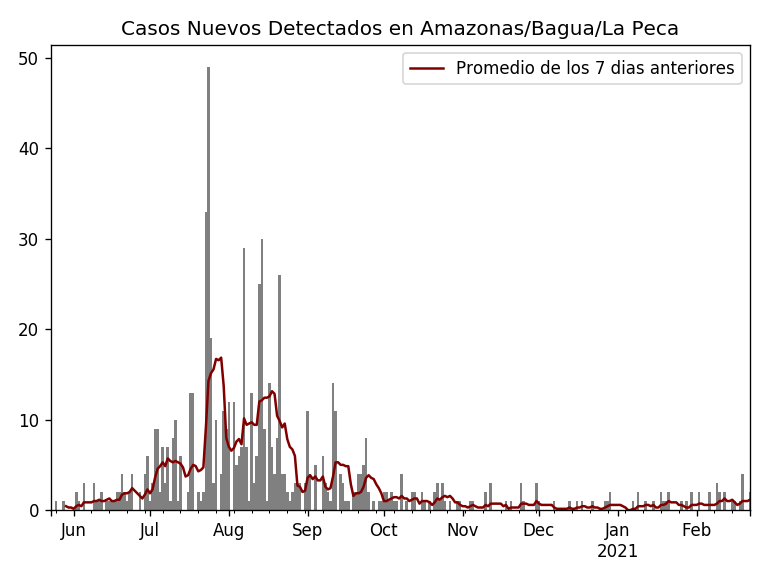 Casos Nuevos Detectados en Amazonas/Bagua/La Peca
Promedio de los 7 dias anteriores
50
40
30
20
10
0
Jun Jul Aug Sep Oct Nov Dec Jan Feb
2021